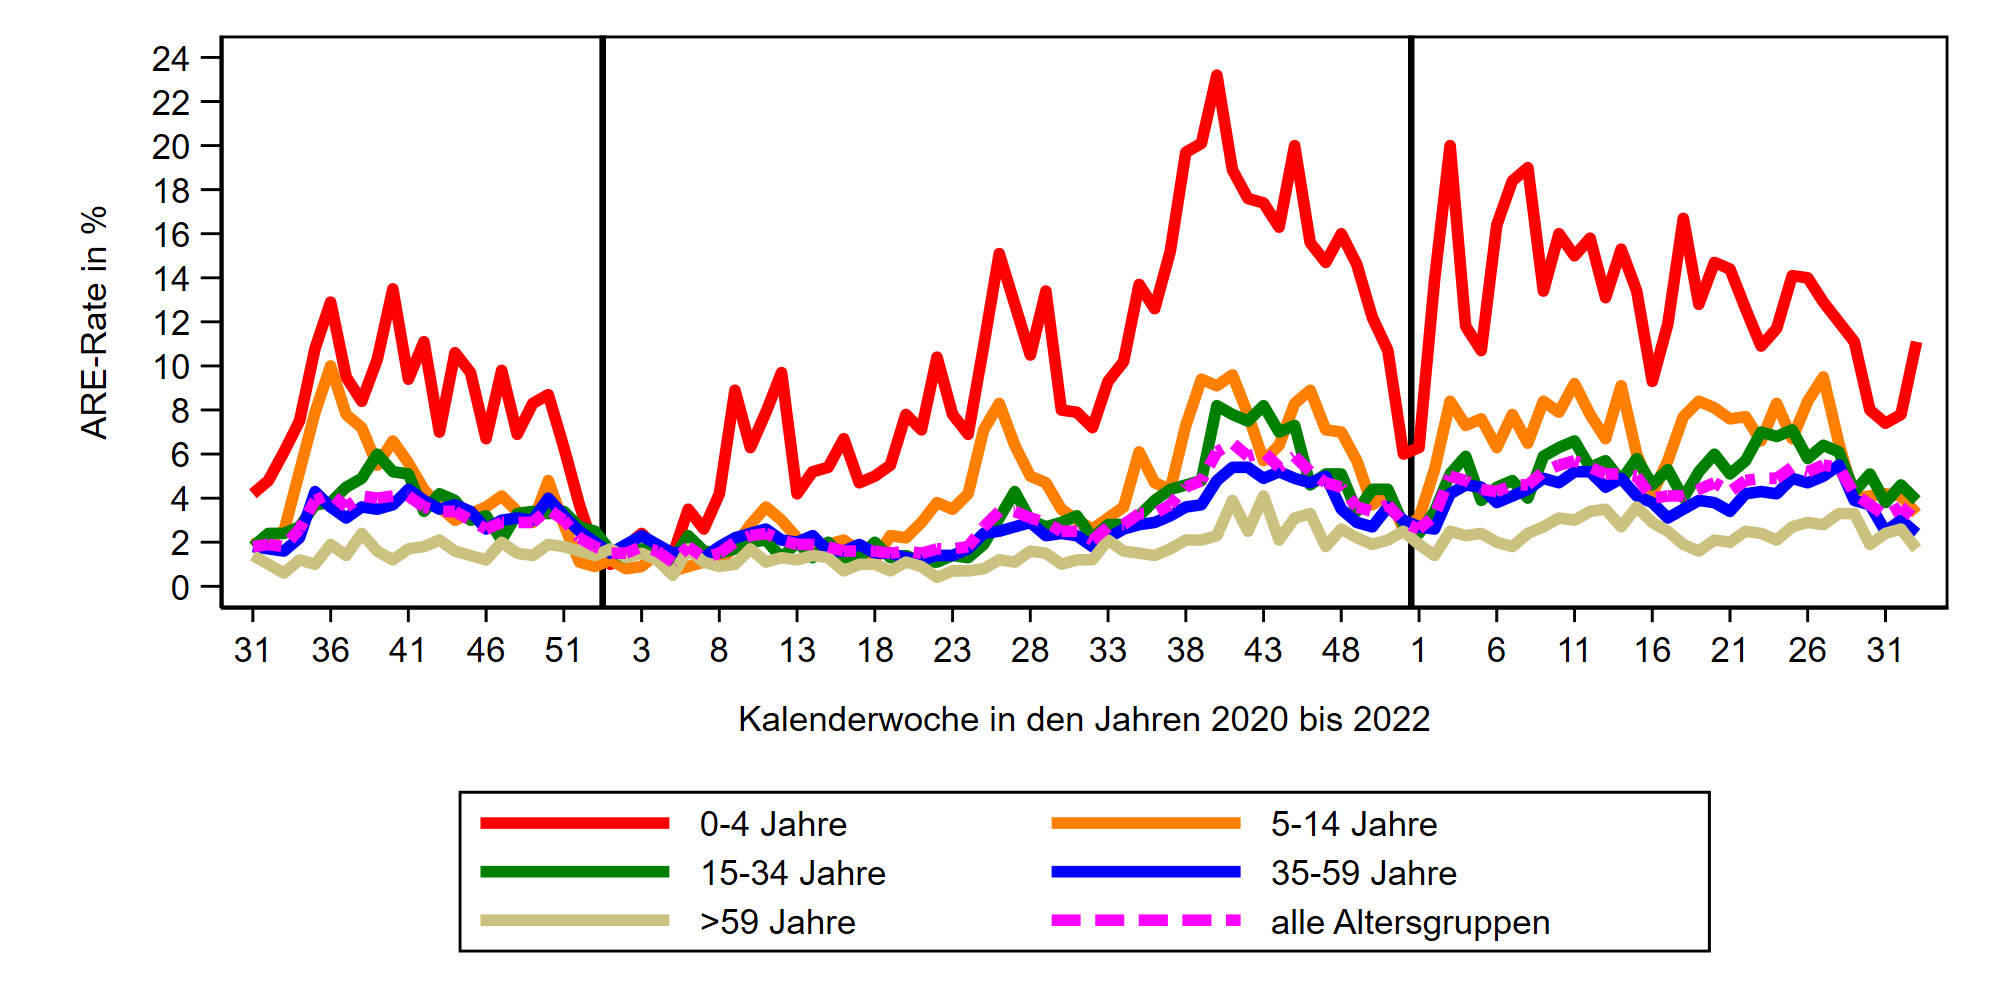 24
22
20
18
16
14
12
10
8
6
4
2
0
ARE-Rate in %
31 36 41 46 51 3 8 13 18 23 28 33 38 43 48 1 6 11 16 21 26 31
Kalenderwoche in den Jahren 2020 bis 2022
0-4 Jahre 5-14 Jahre
15-34 Jahre 35-59 Jahre
>59 Jahre alle Altersgruppen